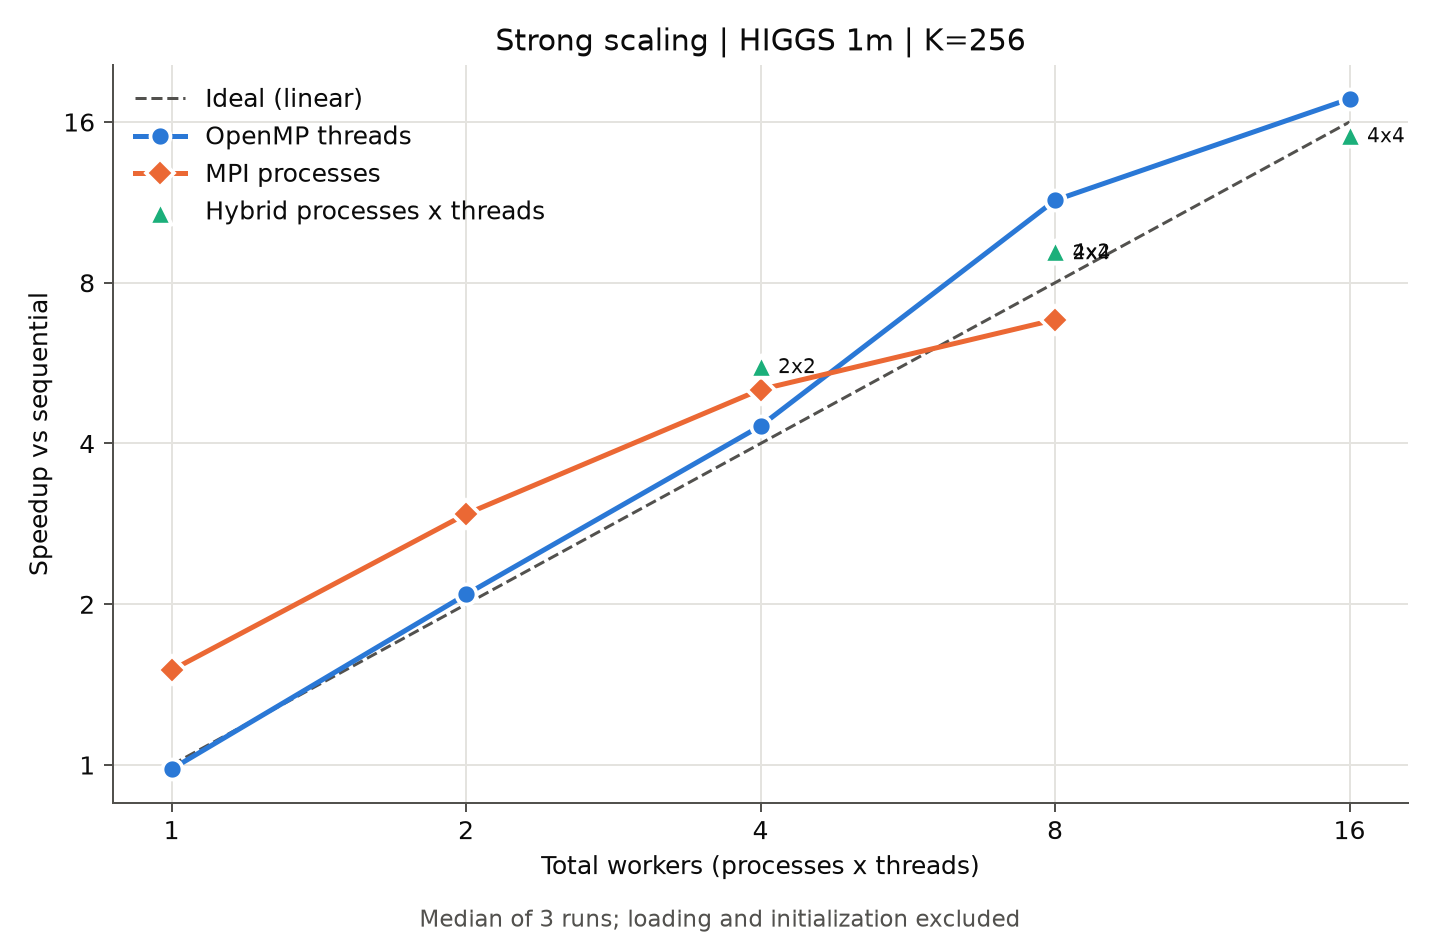 Strong scaling | HIGGS 1m | K=256
Ideal (linear)
OpenMP threads
MPI processes
Hybrid processes x threads
Speedup vs sequential
16
8
4
2
1
4x4
2x2
1
2
4
8
16
Total workers (processes x threads)
Median of 3 runs; loading and initialization excluded